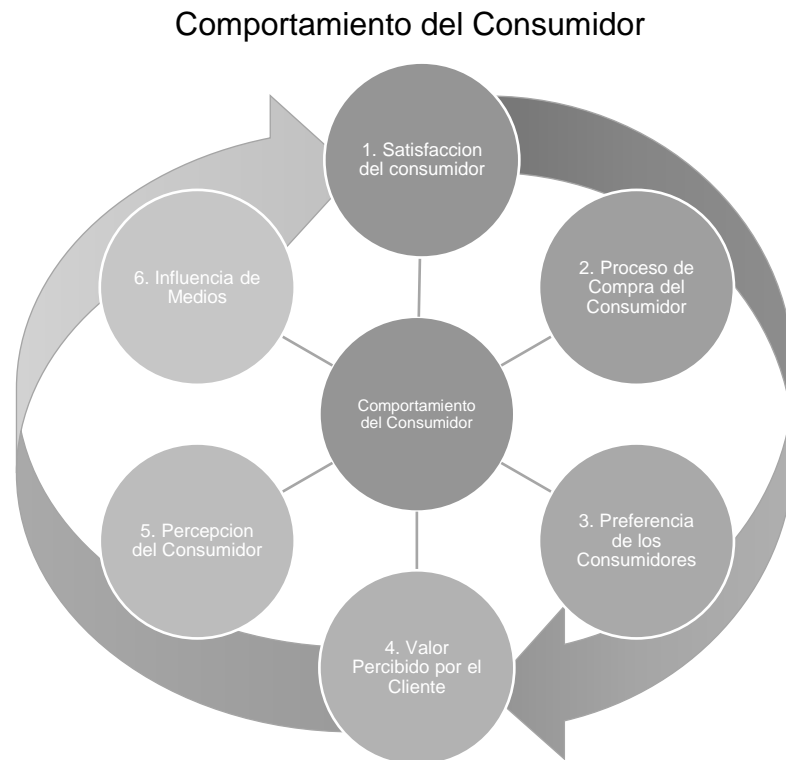 Comportamiento del Consumidor
1. Satisfaccion
del consumidor
2. Proceso de
Compra del
Consumidor
3. Preferencia
de los
Consumidores
4. Valor
Percibido por el
Cliente
5. Percepcion
del Consumidor
6. Influencia de
Medios
Comportamiento
del Consumidor